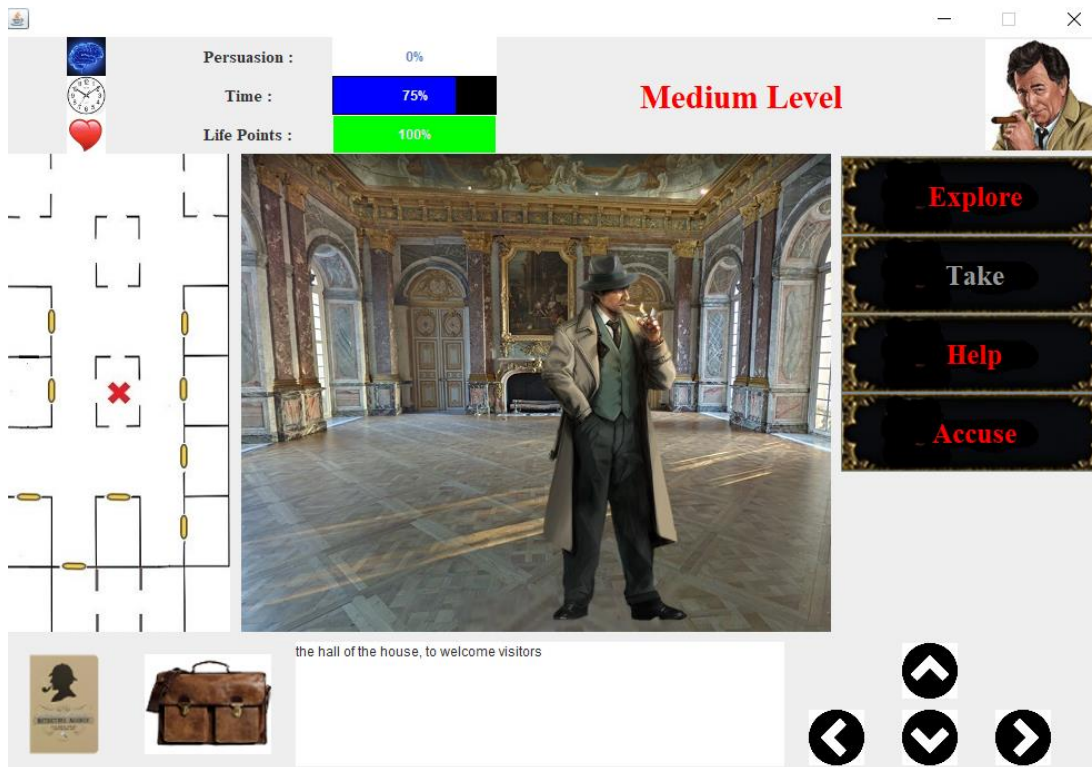 Persuasion :
0%
Time :
75%
Life Points :
100%
Medium Level
Explore
Take
Help
Accuse
the hall of the house, to welcome visitors